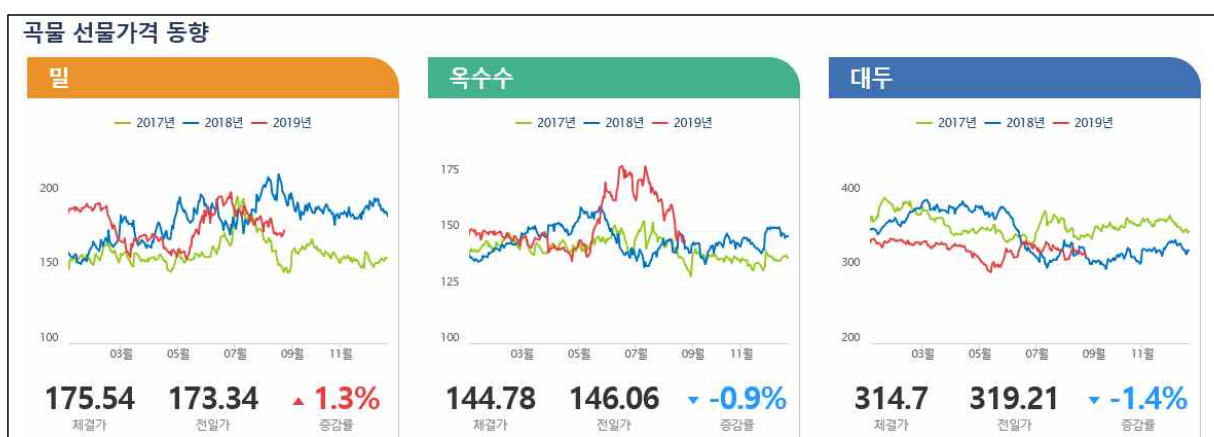 곡물 선물가격 동향
밀
2017년 2018년 2019년
200
150
100
03월 05월 07월 09월 11월
175.54 173.34 ▲ 1.3%
체결가 전일가 증감률
옥수수
2017년 2018년 2019년
175
150
125
100
03월 05월 07월 09월 11월
144.78 146.06 ▼ -0.9%
체결가 전일가 증감률
대두
2017년 2018년 2019년
400
300
200
03월 05월 07월 09월 11월
314.7 319.21 ▼ -1.4%
체결가 전일가 증감률